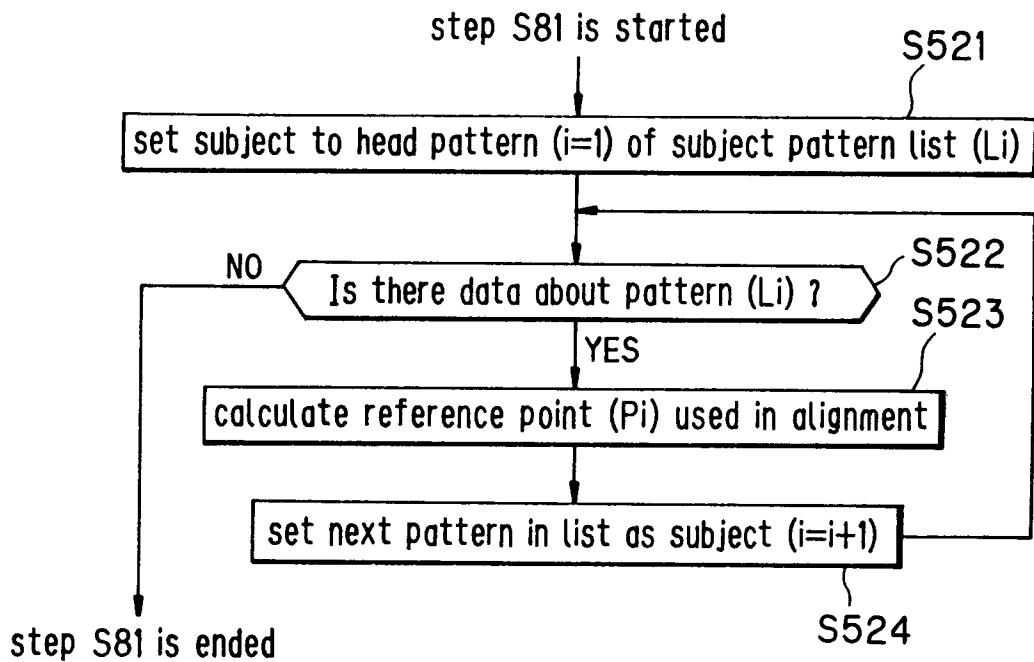 step S81 is started
S521
set subject to head pattern (i=1) of subject pattern list (Li)
S522
NO
Is there data about pattern (Li) ?
S523
YES
calculate reference point (Pi) used in alignment
set next pattern in list as subject (i=i+1)
S524
step S81 is ended